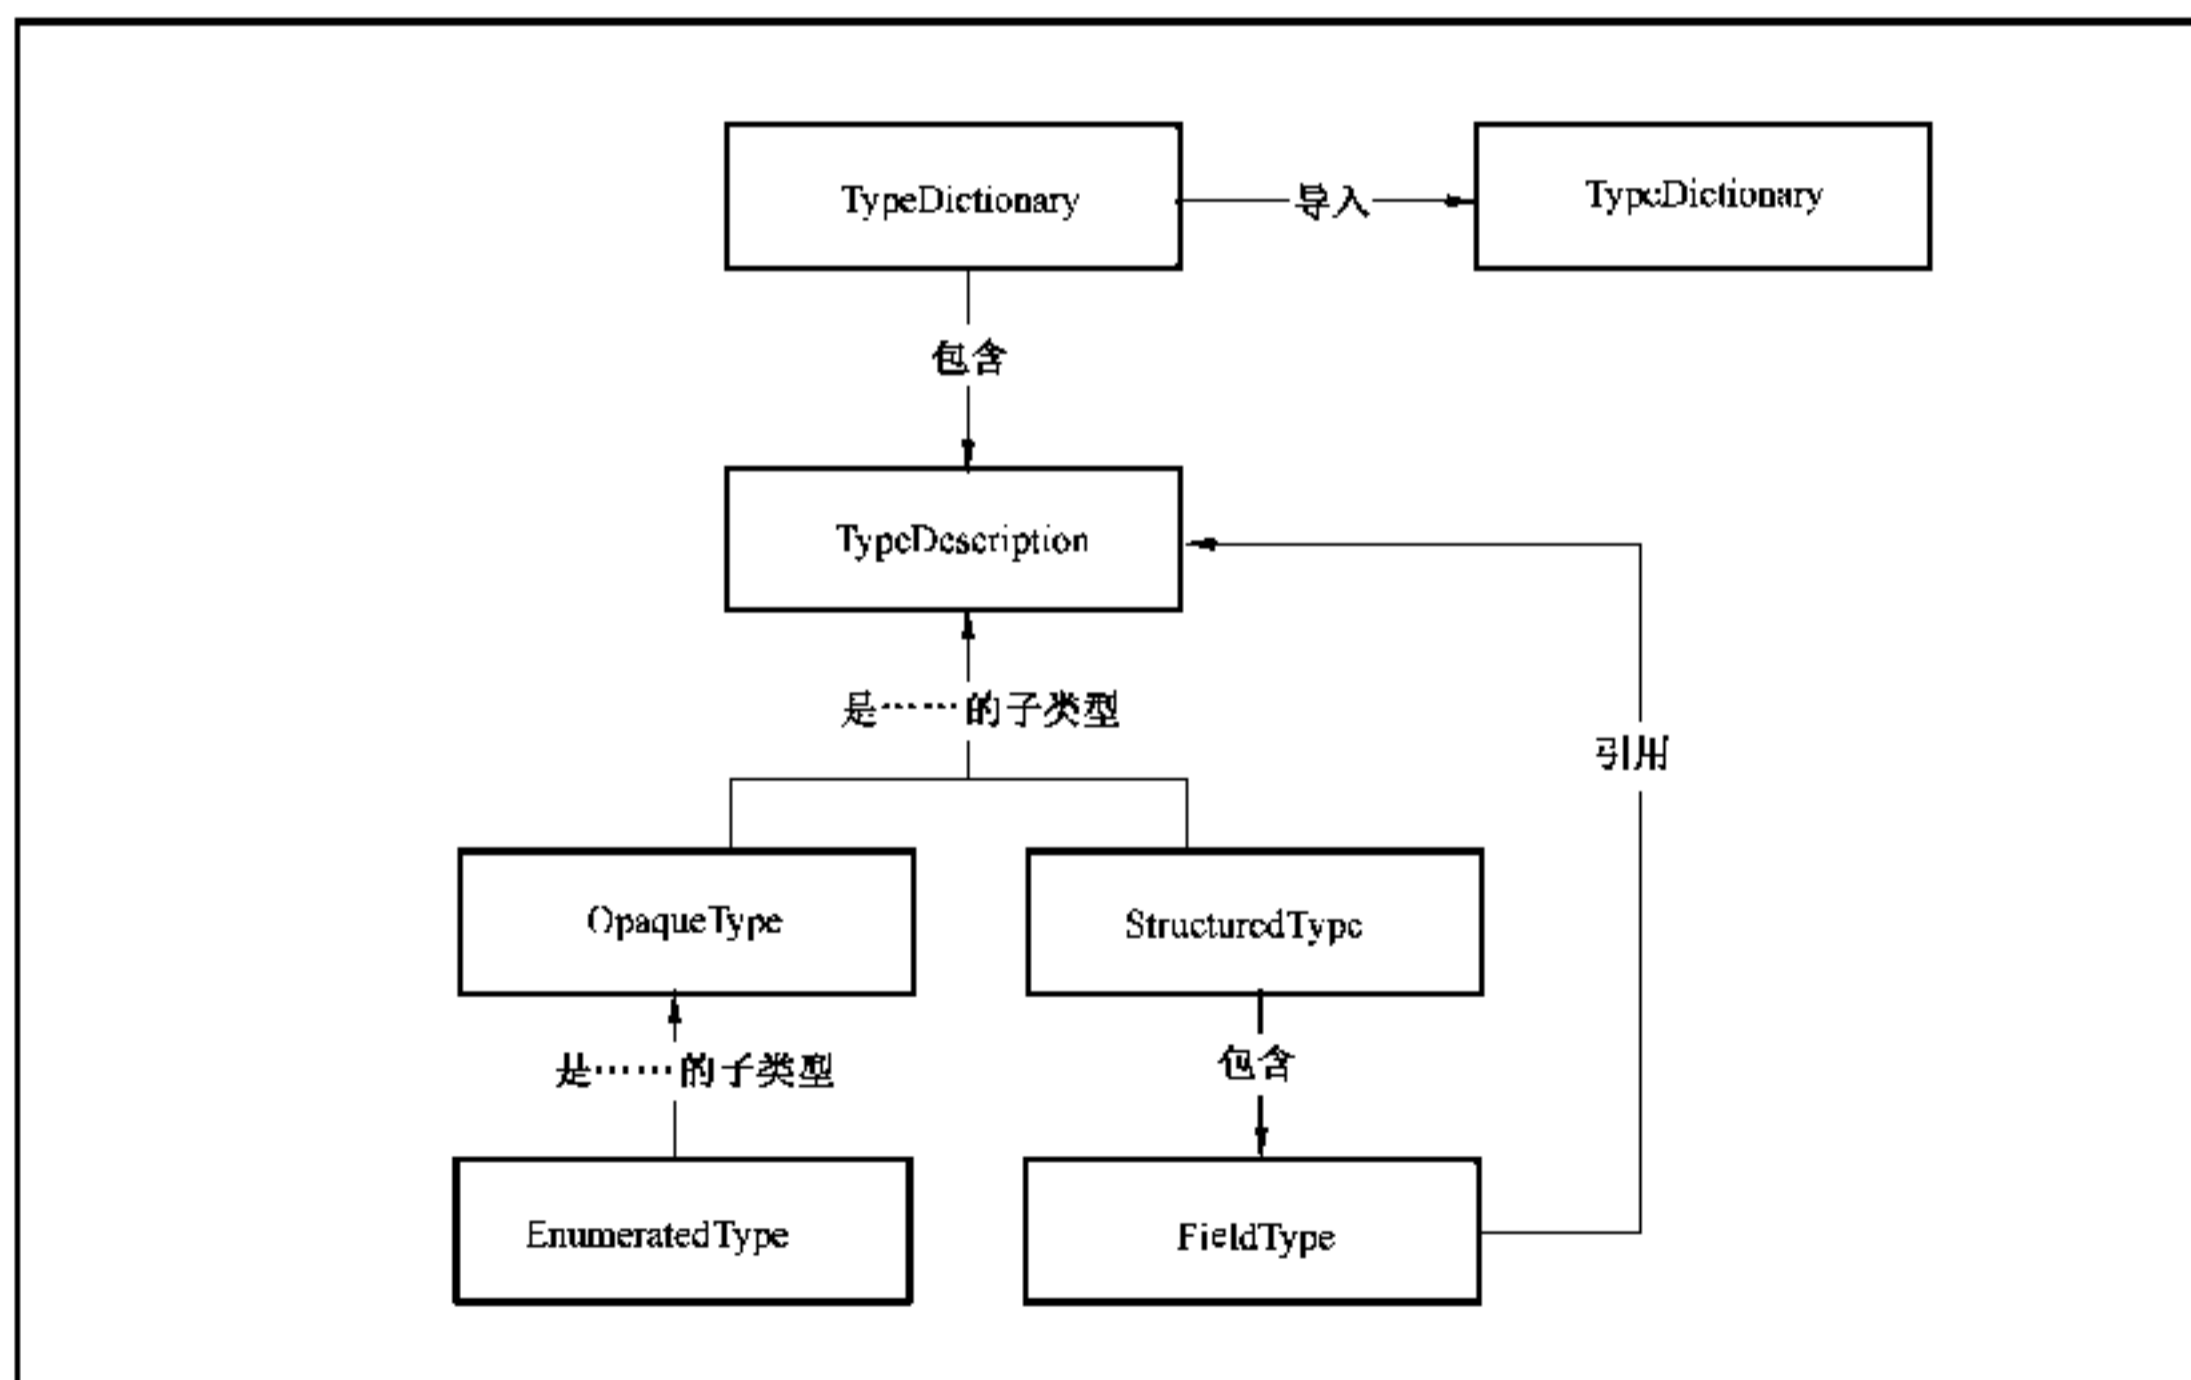 TypeDictionary
导入
TypeDictionary
包含
TypeDescription
是……的子类型
引用
OpaqueType
StructuredType
是……的子类型
包含
EnumeratedType
FieldType